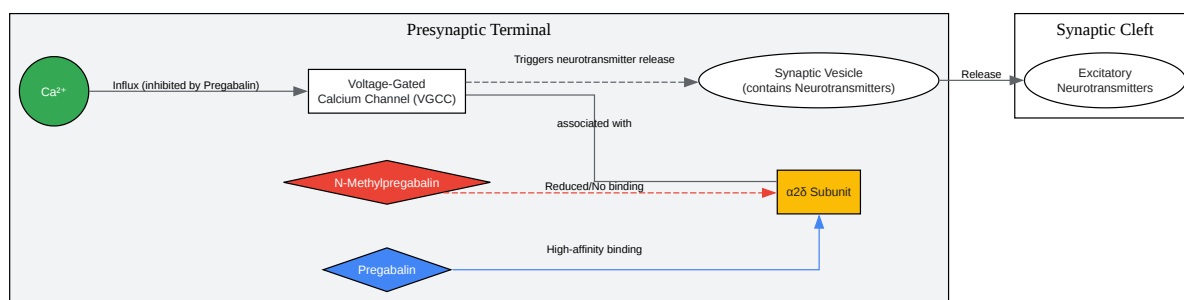 Presynaptic Terminal
Synaptic Cleft
Ca²⁺
Influx (inhibited by Pregabalin)
Voltage-Gated
Calcium Channel (VGCC)
Triggers neurotransmitter release
Synaptic Vesicle
(contains Neurotransmitters)
Release
Excitatory
Neurotransmitters
associated with
N-Methylpregabalin
Reduced/No binding
α2δ Subunit
High-affinity binding
Pregabalin